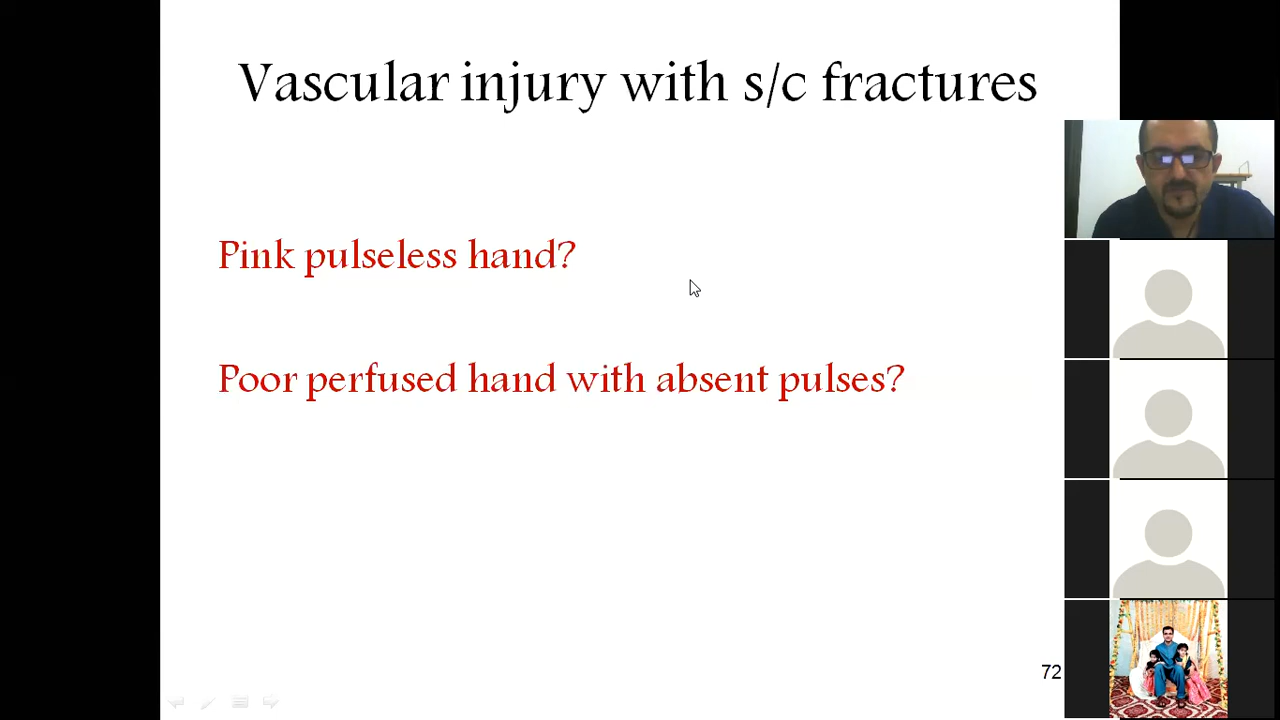 Vascular injury with s/c fractures
Pink pulseless hand?
Poor perfused hand with absent pulses?
72